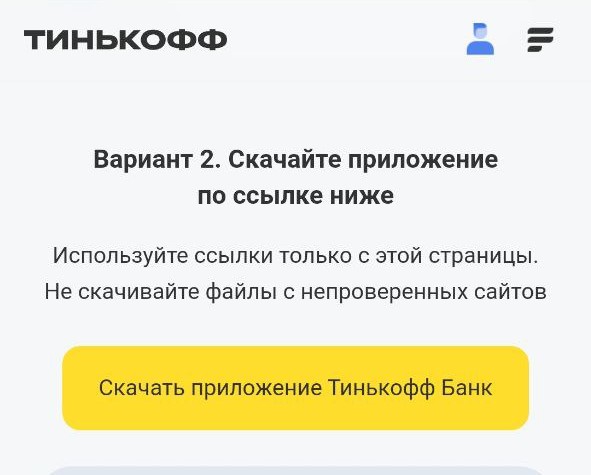 ТИНЬКОФФ
Вариант 2. Скачайте приложение
по ссылке ниже
Используйте ссылки только с этой страницы.
Не скачивайте файлы с непроверенных сайтов
Скачать приложение Тинькофф Банк